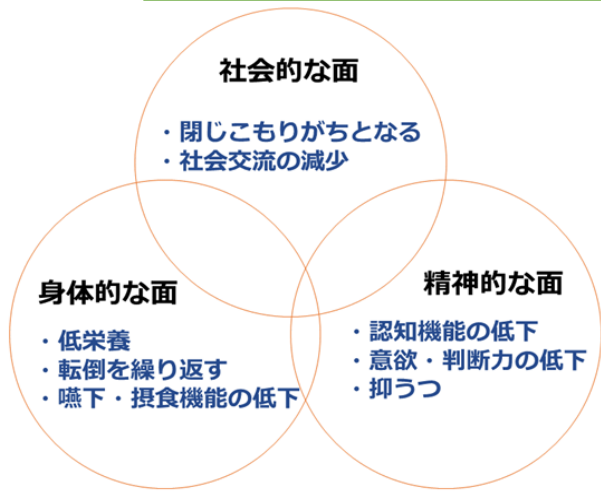 社会的な面
・閉じこもりがちとなる
・社会交流の減少
身体的な面
・低栄養
・転倒を繰り返す
・嚥下・摂食機能の低下
精神的な面
・認知機能の低下
・意欲・判断力の低下
・抑うつ